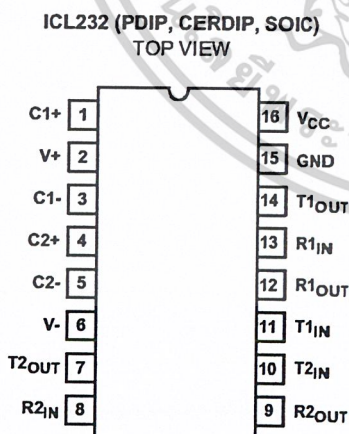 ICL232 (PDIP, CERDIP, SOIC)
TOP VIEW
C1+ 1 16 VCC
V+ 2 15 GND
C1- 3 14 T1OUT
C2+ 4 13 R1IN
C2- 5 12 R1OUT
V- 6 11 T1IN
T2OUT 7 10 T2IN
R2IN 8 9 R2OUT